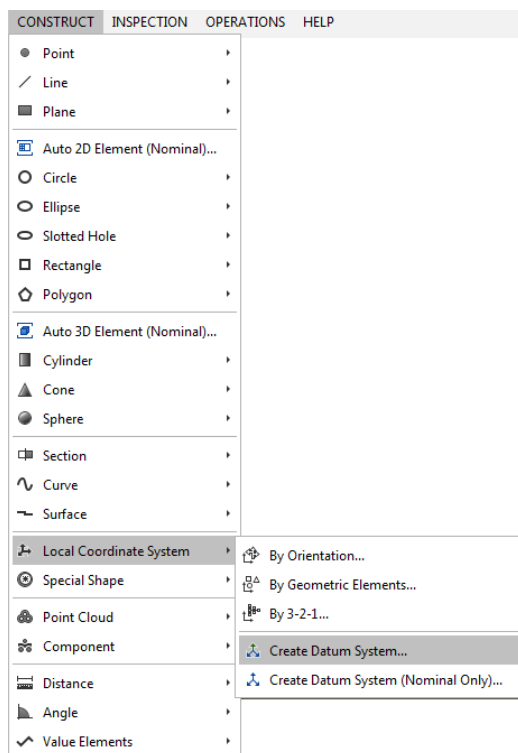 CONSTRUCT INSPECTION OPERATIONS HELP
Point
Line
Plane
Auto 2D Element (Nominal)...
Circle
Ellipse
Slotted Hole
Rectangle
Polygon
Auto 3D Element (Nominal)...
Cylinder
Cone
Sphere
Section
Curve
Surface
Local Coordinate System
Special Shape
Point Cloud
Component
Distance
Angle
Value Elements
By Orientation...
By Geometric Elements...
By 3-2-1...
Create Datum System...
Create Datum System (Nominal Only)...